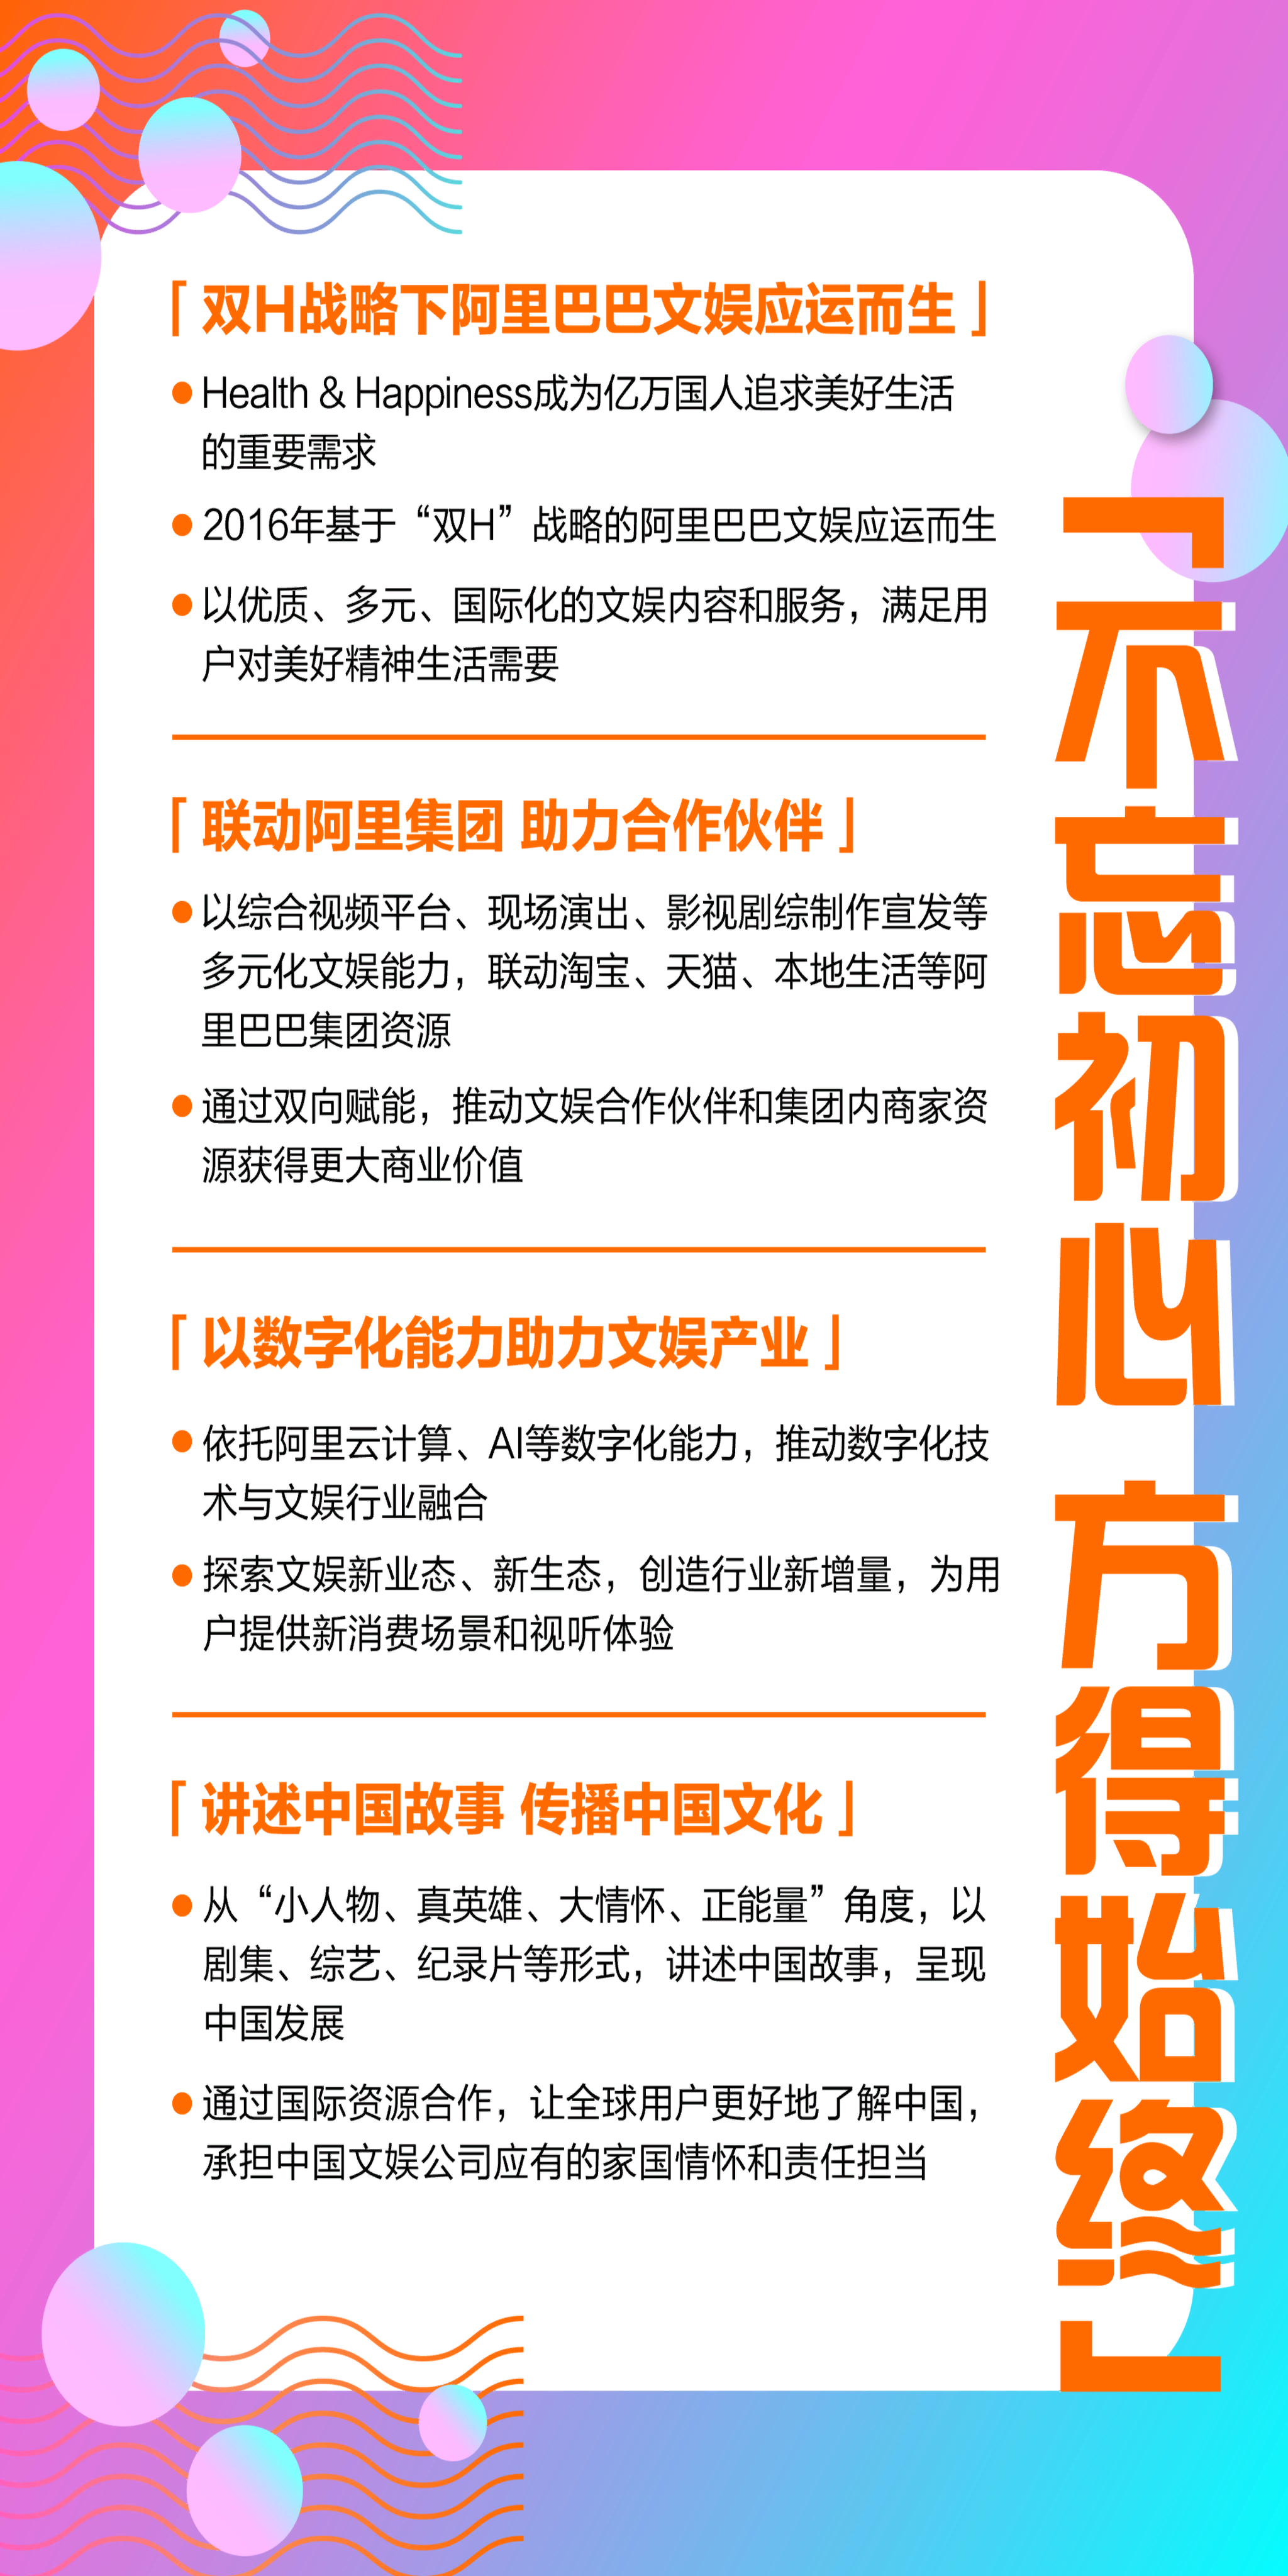 「双H战略下阿里巴巴文娱应运而生」
Health & Happiness成为亿万国人追求美好生活
的重要需求
2016年基于“双H”战略的阿里巴巴文娱应运而生
以优质、多元、国际化的文娱内容和服务，满足用
户对美好精神生活需要
「联动阿里集团 助力合作伙伴」
以综合视频平台、现场演出、影视剧综制作宣发等
多元化文娱能力，联动淘宝、天猫、本地生活等阿
里巴巴集团资源
通过双向赋能，推动文娱合作伙伴和集团内商家资
源获得更大商业价值
「以数字化能力助力文娱产业」
依托阿里云计算、AI等数字化能力，推动数字化技
术与文娱行业融合
探索文娱新业态、新生态，创造行业新增量，为用
户提供新消费场景和视听体验
「讲述中国故事 传播中国文化」
从“小人物、真英雄、大情怀、正能量”角度，以
剧集、综艺、纪录片等形式，讲述中国故事，呈现
中国发展
通过国际资源合作，让全球用户更好地了解中国，
承担中国文娱公司应有的家国情怀和责任担当
「不忘初心 方得始终」